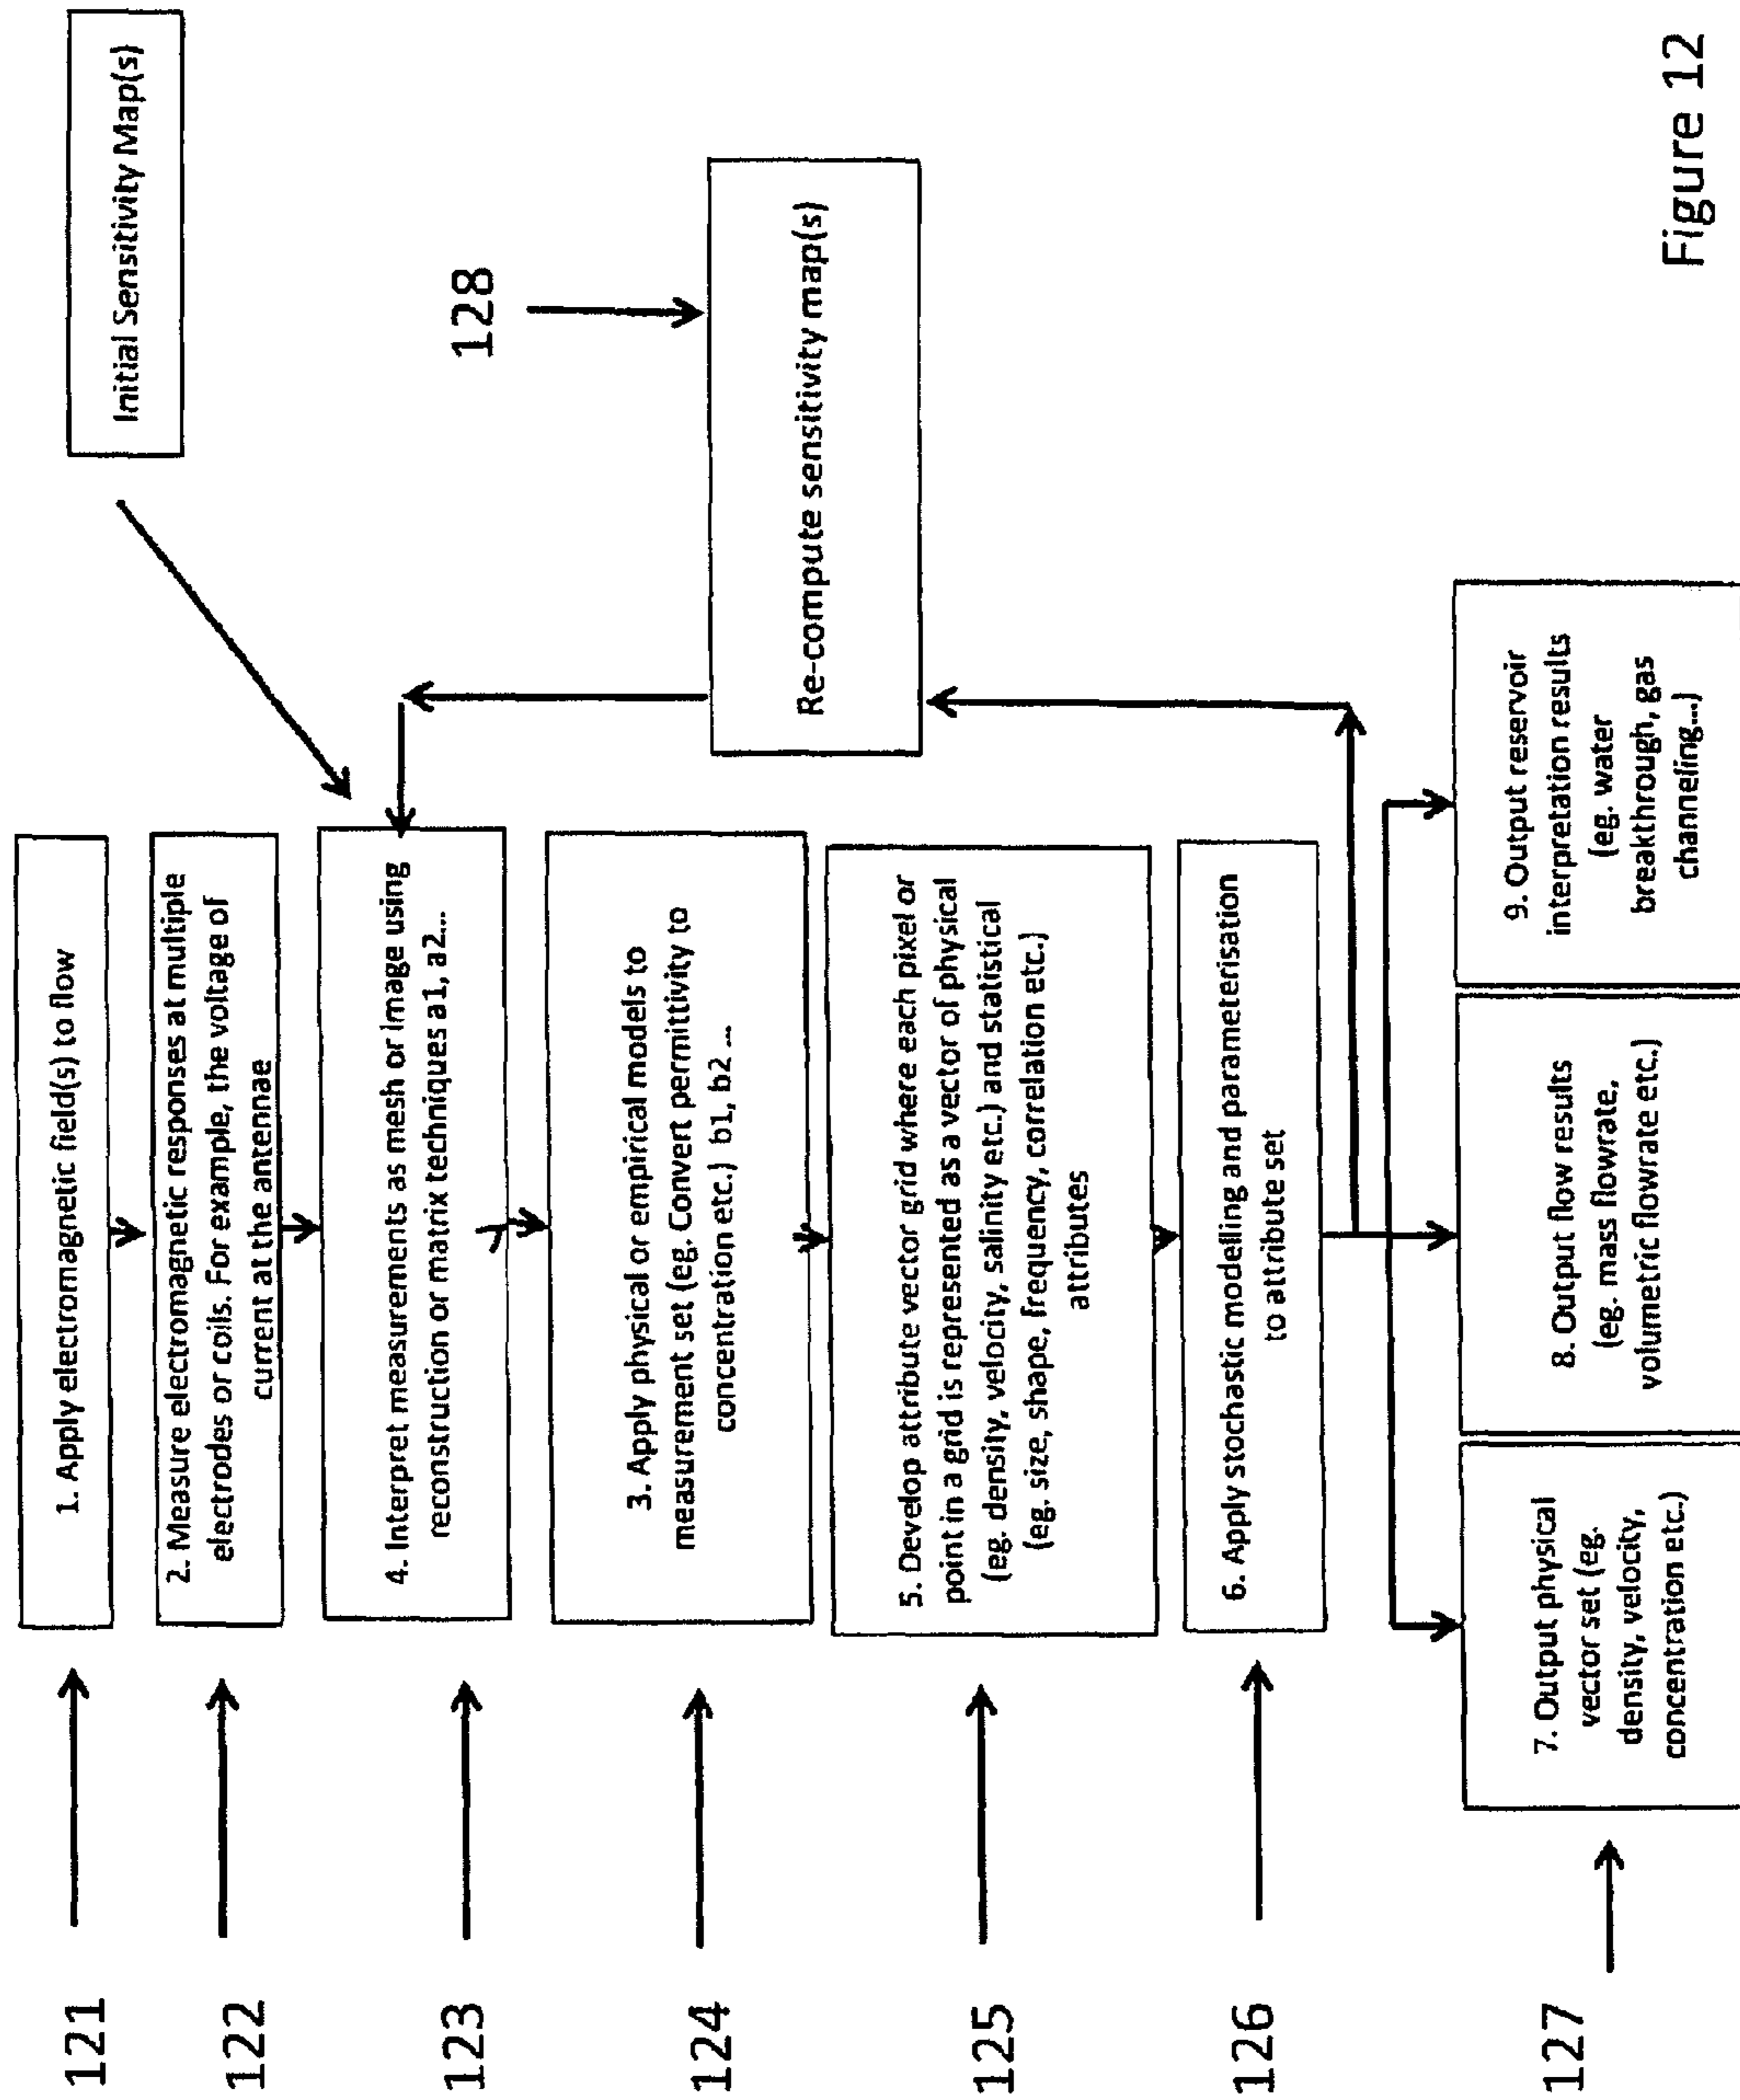 Initial Sensitivity Map(s)
121
1. Apply electromagnetic field(s) to flow
122
2. Measure electromagnetic responses at multiple
electrodes or coils. For example, the voltage of
current at the antennae
123
4. Interpret measurements as mesh or image using
reconstruction or matrix techniques a1, a2...
128
Re-compute sensitivity map(s)
124
3. Apply physical or empirical models to
measurement set (eg. Convert permittivity to
concentration etc.) b1, b2 ...
125
5. Develop attribute vector grid where each pixel or
point in a grid is represented as a vector of physical
(eg. density, velocity, salinity etc.) and statistical
(eg. size, shape, frequency, correlation etc.)
attributes
126
6. Apply stochastic modelling and parameterisation
to attribute set
127
7. Output physical
vector set (eg.
density, velocity,
concentration etc.)
8. Output flow results
(eg. mass flowrate,
volumetric flowrate etc.)
9. Output reservoir
interpretation results
(eg. water
breakthrough, gas
channeling...)
Figure 12